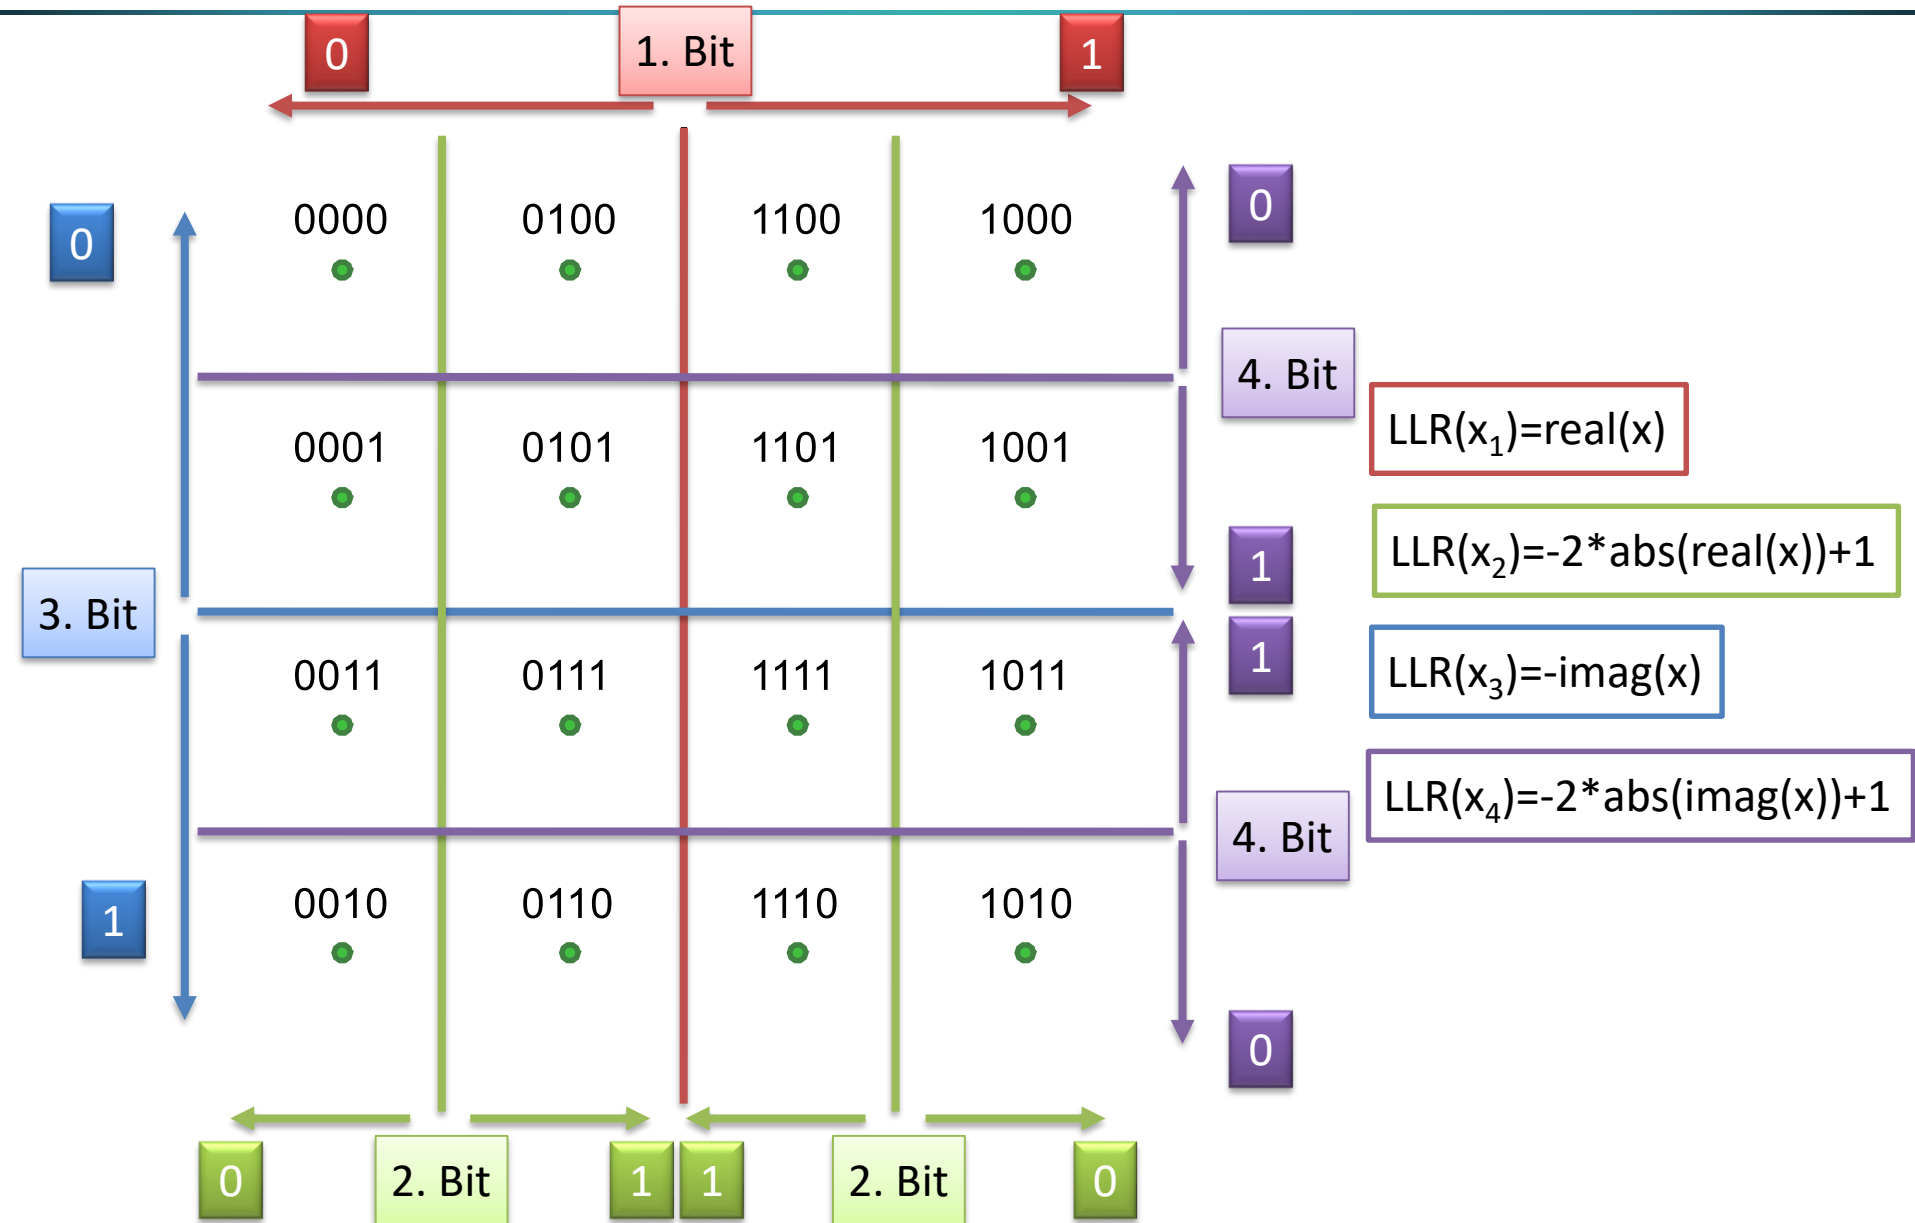 0 1. Bit 1
0000 0100 1100 1000
0 0
4. Bit
LLR(x₁)=real(x)
0001 0101 1101 1001
LLR(x₂)=-2*abs(real(x))+1
1
3. Bit
1
0011 0111 1111 1011
LLR(x₃)=-imag(x)
LLR(x₄)=-2*abs(imag(x))+1
4. Bit
0010 0110 1110 1010
1
0
0 2. Bit 1 1 2. Bit 0